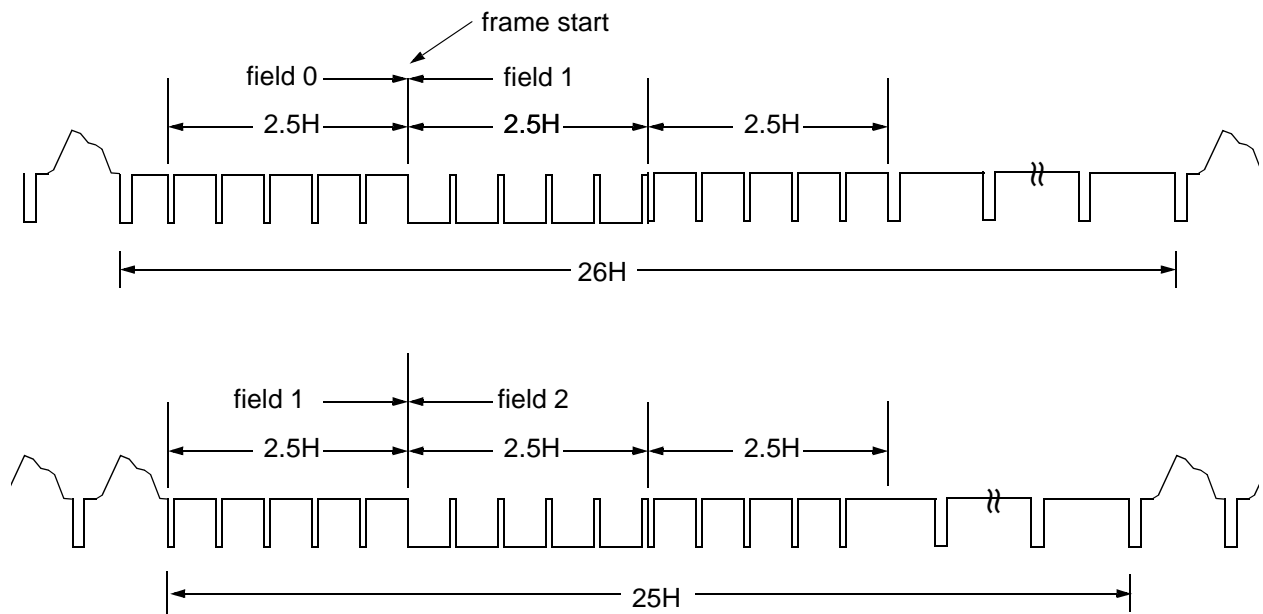 frame start
field 0 field 1
2.5H 2.5H 2.5H
26H
field 1 field 2
2.5H 2.5H 2.5H
25H